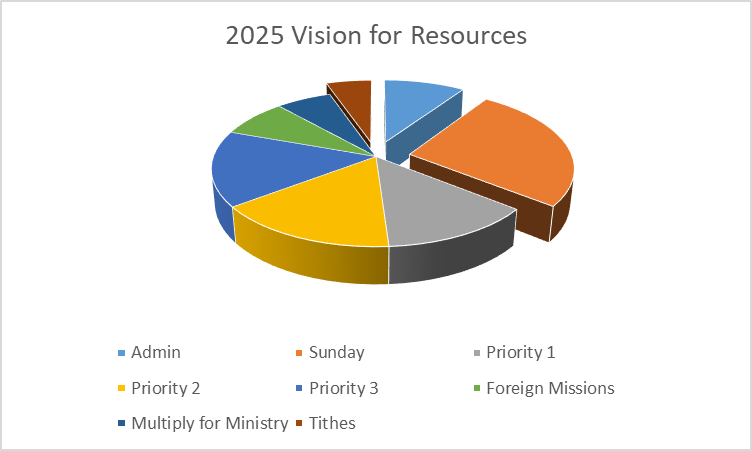 2025 Vision for Resources
Admin Sunday Priority 1
Priority 2 Priority 3 Foreign Missions
Multiply for Ministry Tithes